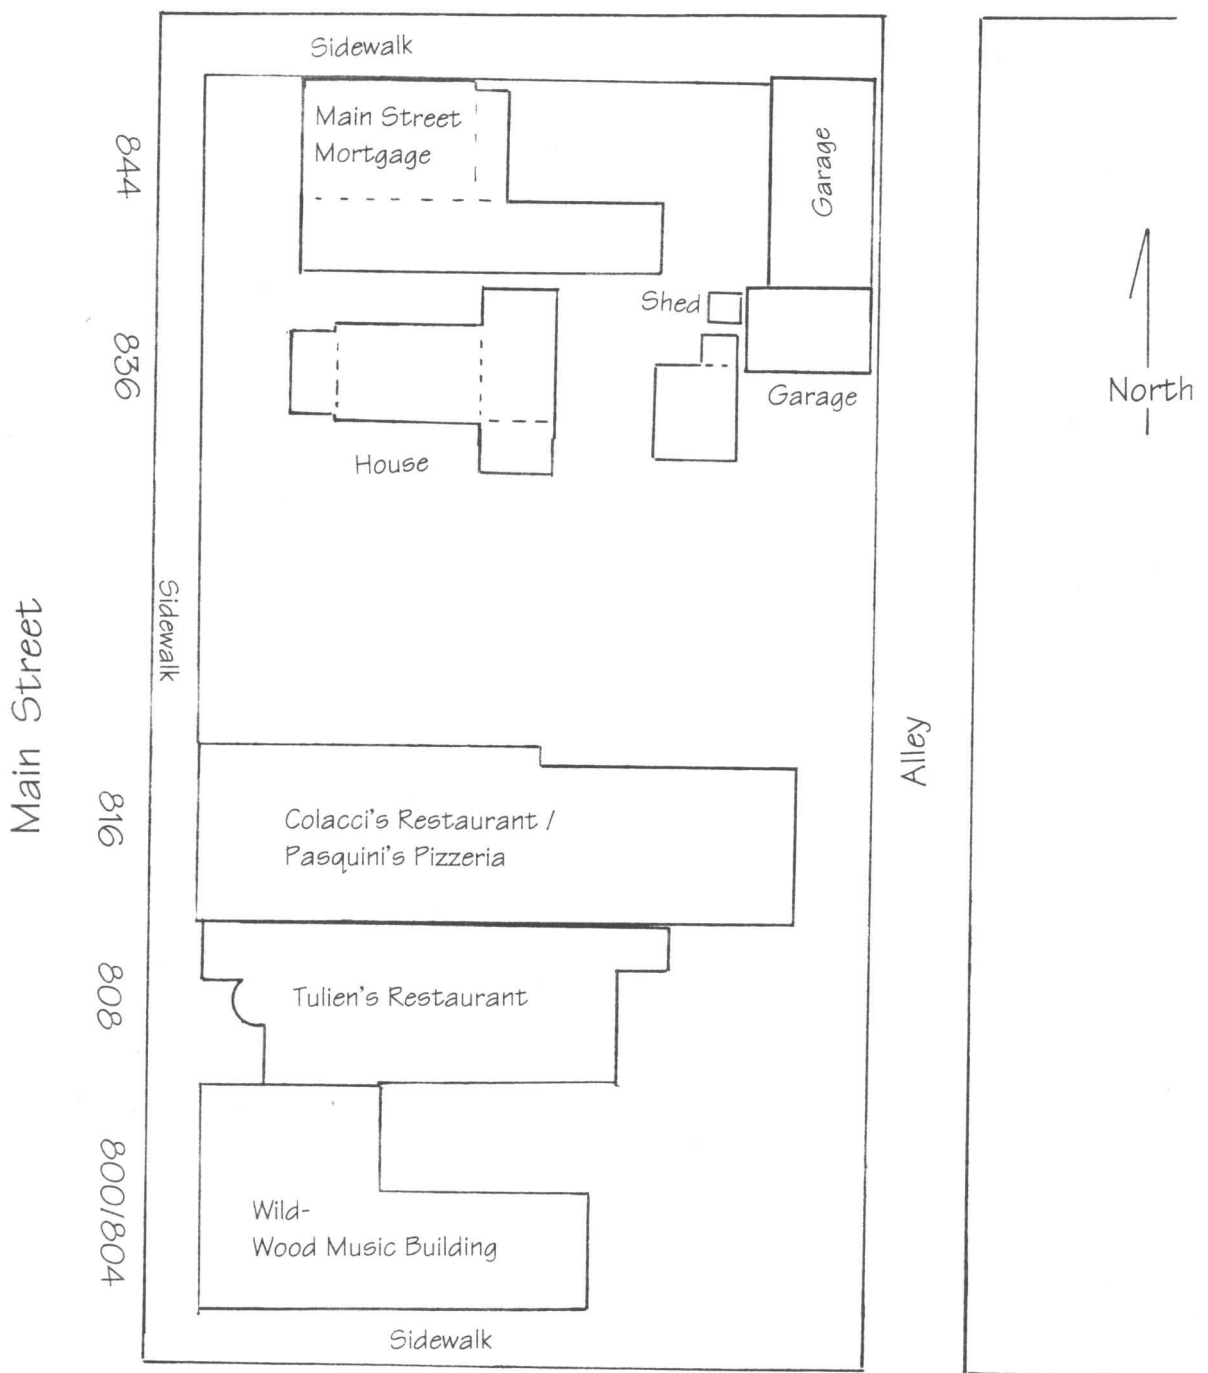 Sidewalk
Main Street
Mortgage
Garage
844
Shed
Garage
North
836
House
Sidewalk
Main Street
Alley
816
Colacci's Restaurant /
Pasquini's Pizzeria
808
Tulien's Restaurant
800/804
Wild-
Wood Music Building
Sidewalk